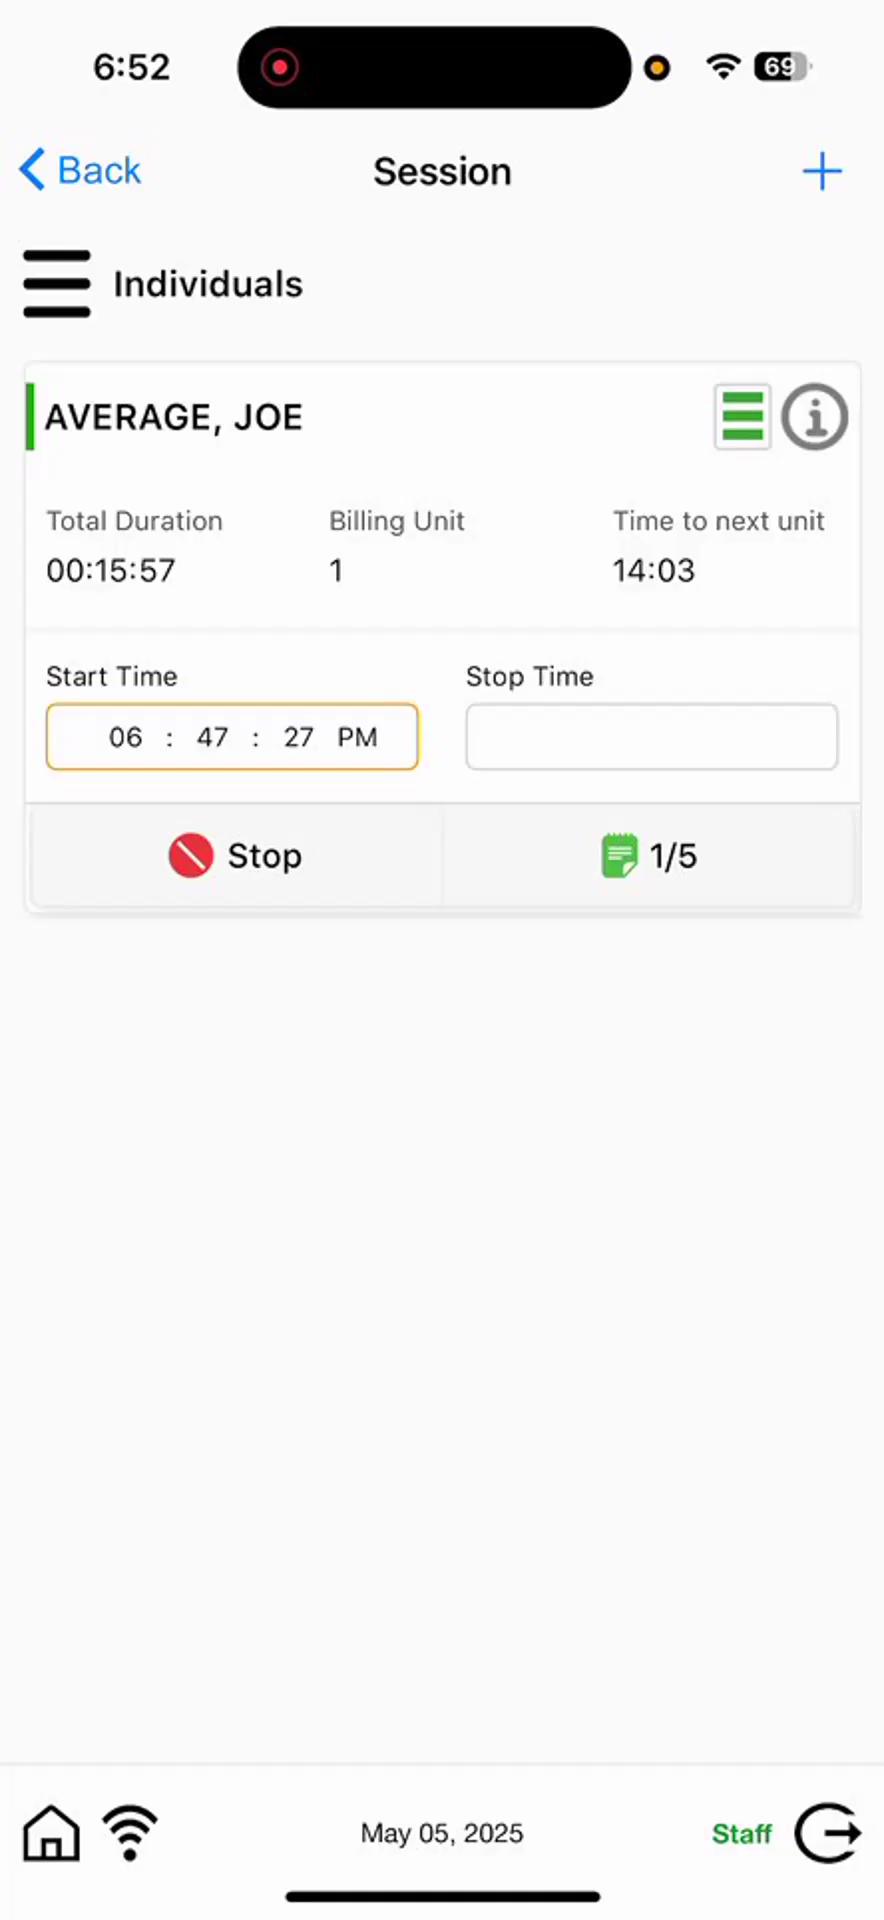 6:52 69
Back Session
Individuals
AVERAGE, JOE
Total Duration Billing Unit Time to next unit
00:15:57 1 14:03
Start Time Stop Time
06 : 47 : 27 PM
Stop 1/5
May 05, 2025 Staff